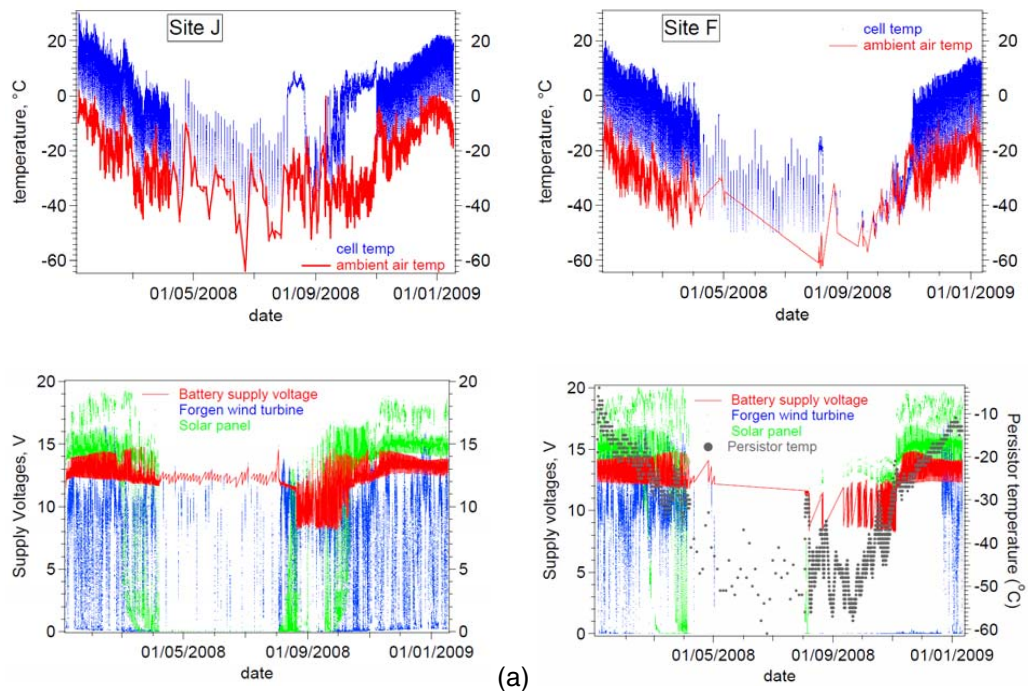 Site J
temperature, °C
20
0
-20
-40
-60
20
0
-20
-40
-60
cell temp
ambient air temp
01/05/2008
01/09/2008
01/01/2009
date
Site F
temperature, °C
20
0
-20
-40
-60
20
0
-20
-40
-60
cell temp
ambient air temp
01/05/2008
01/09/2008
01/01/2009
date
Supply Voltages, V
20
15
10
5
0
20
15
10
5
0
Battery supply voltage
Forgen wind turbine
Solar panel
01/05/2008
01/09/2008
01/01/2009
date
(a)
Supply voltages, V
20
15
10
5
0
Battery supply voltage
Forgen wind turbine
Solar panel
Persistor temp
-10
-20
-30
-40
-50
-60
Persistor temperature (°C)
01/05/2008
01/09/2008
01/01/2009
date